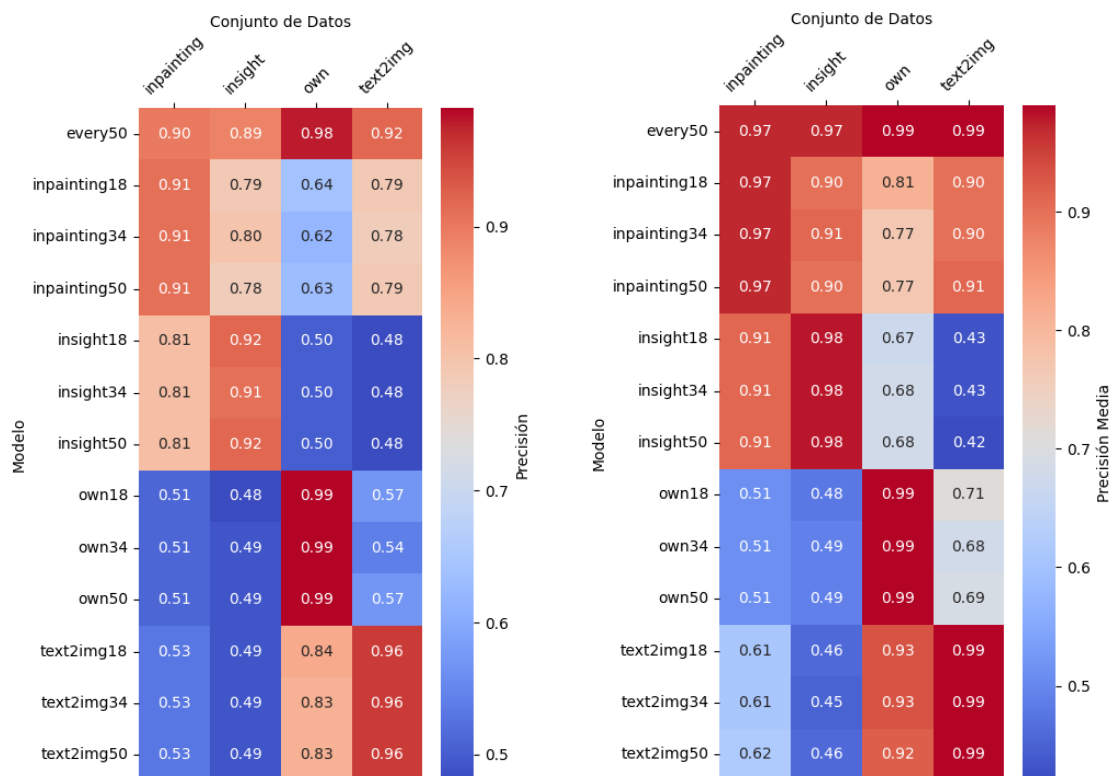 Conjunto de Datos
inpainting insight own text2img
every50 0.90 0.89 0.98 0.92
inpainting18 0.91 0.79 0.64 0.79
inpainting34 0.91 0.80 0.62 0.78
inpainting50 0.91 0.78 0.63 0.79
insight18 0.81 0.92 0.50 0.48
insight34 0.81 0.91 0.50 0.48
insight50 0.81 0.92 0.50 0.48
own18 0.51 0.48 0.99 0.57
own34 0.51 0.49 0.99 0.54
own50 0.51 0.49 0.99 0.57
text2img18 0.53 0.49 0.84 0.96
text2img34 0.53 0.49 0.83 0.96
text2img50 0.53 0.49 0.83 0.96
Modelo
0.9
0.8
0.7
0.6
0.5
Precisión
Conjunto de Datos
inpainting insight own text2img
every50 0.97 0.97 0.99 0.99
inpainting18 0.97 0.90 0.81 0.90
inpainting34 0.97 0.91 0.77 0.90
inpainting50 0.97 0.90 0.77 0.91
insight18 0.91 0.98 0.67 0.43
insight34 0.91 0.98 0.68 0.43
insight50 0.91 0.98 0.68 0.42
own18 0.51 0.48 0.99 0.71
own34 0.51 0.49 0.99 0.68
own50 0.51 0.49 0.99 0.69
text2img18 0.61 0.46 0.93 0.99
text2img34 0.61 0.45 0.93 0.99
text2img50 0.62 0.46 0.92 0.99
Modelo
0.9
0.8
0.7
0.6
0.5
Precisión Media